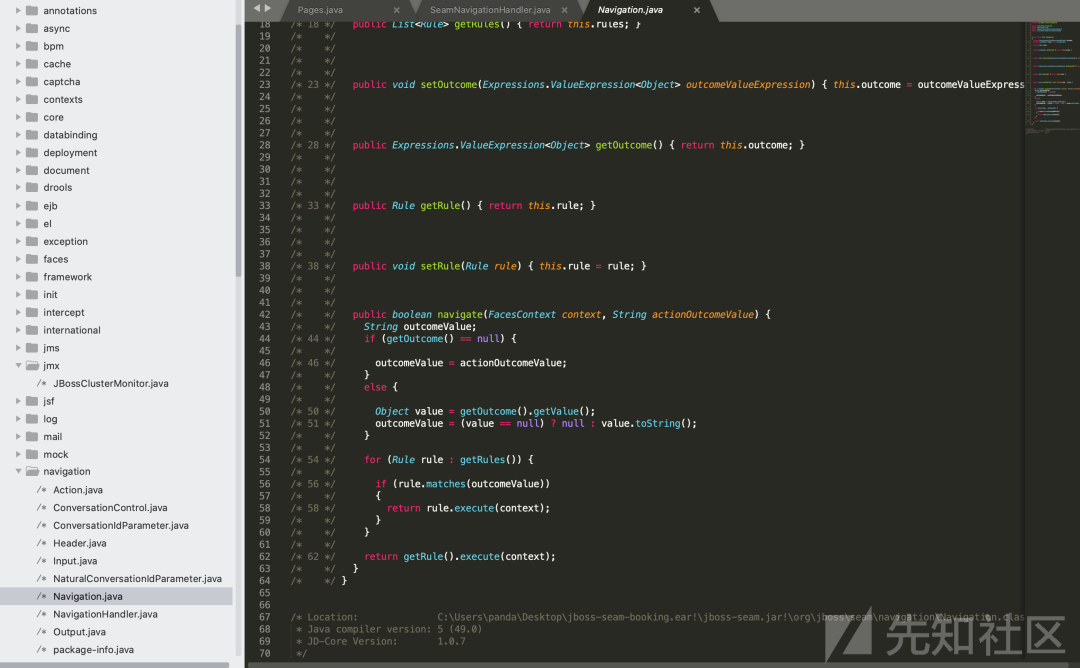 annotations
async
bpm
cache
captcha
contexts
core
databinding
deployment
document
drools
ejb
el
exception
faces
framework
init
intercept
international
jms
jmx
/* JBossClusterMonitor.java
jsf
log
mail
mock
navigation
/* Action.java
/* ConversationControl.java
/* ConversationIdParameter.java
/* Header.java
/* Input.java
/* NaturalConversationIdParameter.java
/* Navigation.java
/* NavigationHandler.java
/* Output.java
/* package-info.java
Pages.java × SeamNavigationHandler.java × Navigation.java ×
18 /* 18 */ public List<Rule> getRules() { return this.rules; }
19 /* */
20 /* */
21 /* */
22 /* */
23 /* 23 */ public void setOutcome(Expressions.ValueExpression<Object> outcomeValueExpression) { this.outcome = outcomeValueExpress
24 /* */
25 /* */
26 /* */
27 /* */
28 /* 28 */ public Expressions.ValueExpression<Object> getOutcome() { return this.outcome; }
29 /* */
30 /* */
31 /* */
32 /* */
33 /* 33 */ public Rule getRule() { return this.rule; }
34 /* */
35 /* */
36 /* */
37 /* */
38 /* 38 */ public void setRule(Rule rule) { this.rule = rule; }
39 /* */
40 /* */
41 /* */
42 /* */ public boolean navigate(FacesContext context, String actionOutcomeValue) {
43 /* */ String outcomeValue;
44 /* 44 */ if (getOutcome() == null) {
45 /* */
46 /* 46 */ outcomeValue = actionOutcomeValue;
47 /* */ }
48 /* */ else {
49 /* */
50 /* 50 */ Object value = getOutcome().getValue();
51 /* 51 */ outcomeValue = (value == null) ? null : value.toString();
52 /* */ }
53 /* */
54 /* 54 */ for (Rule rule : getRules()) {
55 /* */
56 /* 56 */ if (rule.matches(outcomeValue))
57 /* */ {
58 /* 58 */ return rule.execute(context);
59 /* */ }
60 /* */ }
61 /* */
62 /* 62 */ return getRule().execute(context);
63 /* */ }
64 /* */ }
65
66
67 /* Location: C:\Users\panda\Desktop\jboss-seam-booking.ear!\jboss-seam.jar!\org\jboss\seam\navigation\Navigation.clas
68 * Java compiler version: 5 (49.0)
69 * JD-Core Version: 1.0.7
70 */
先知社区